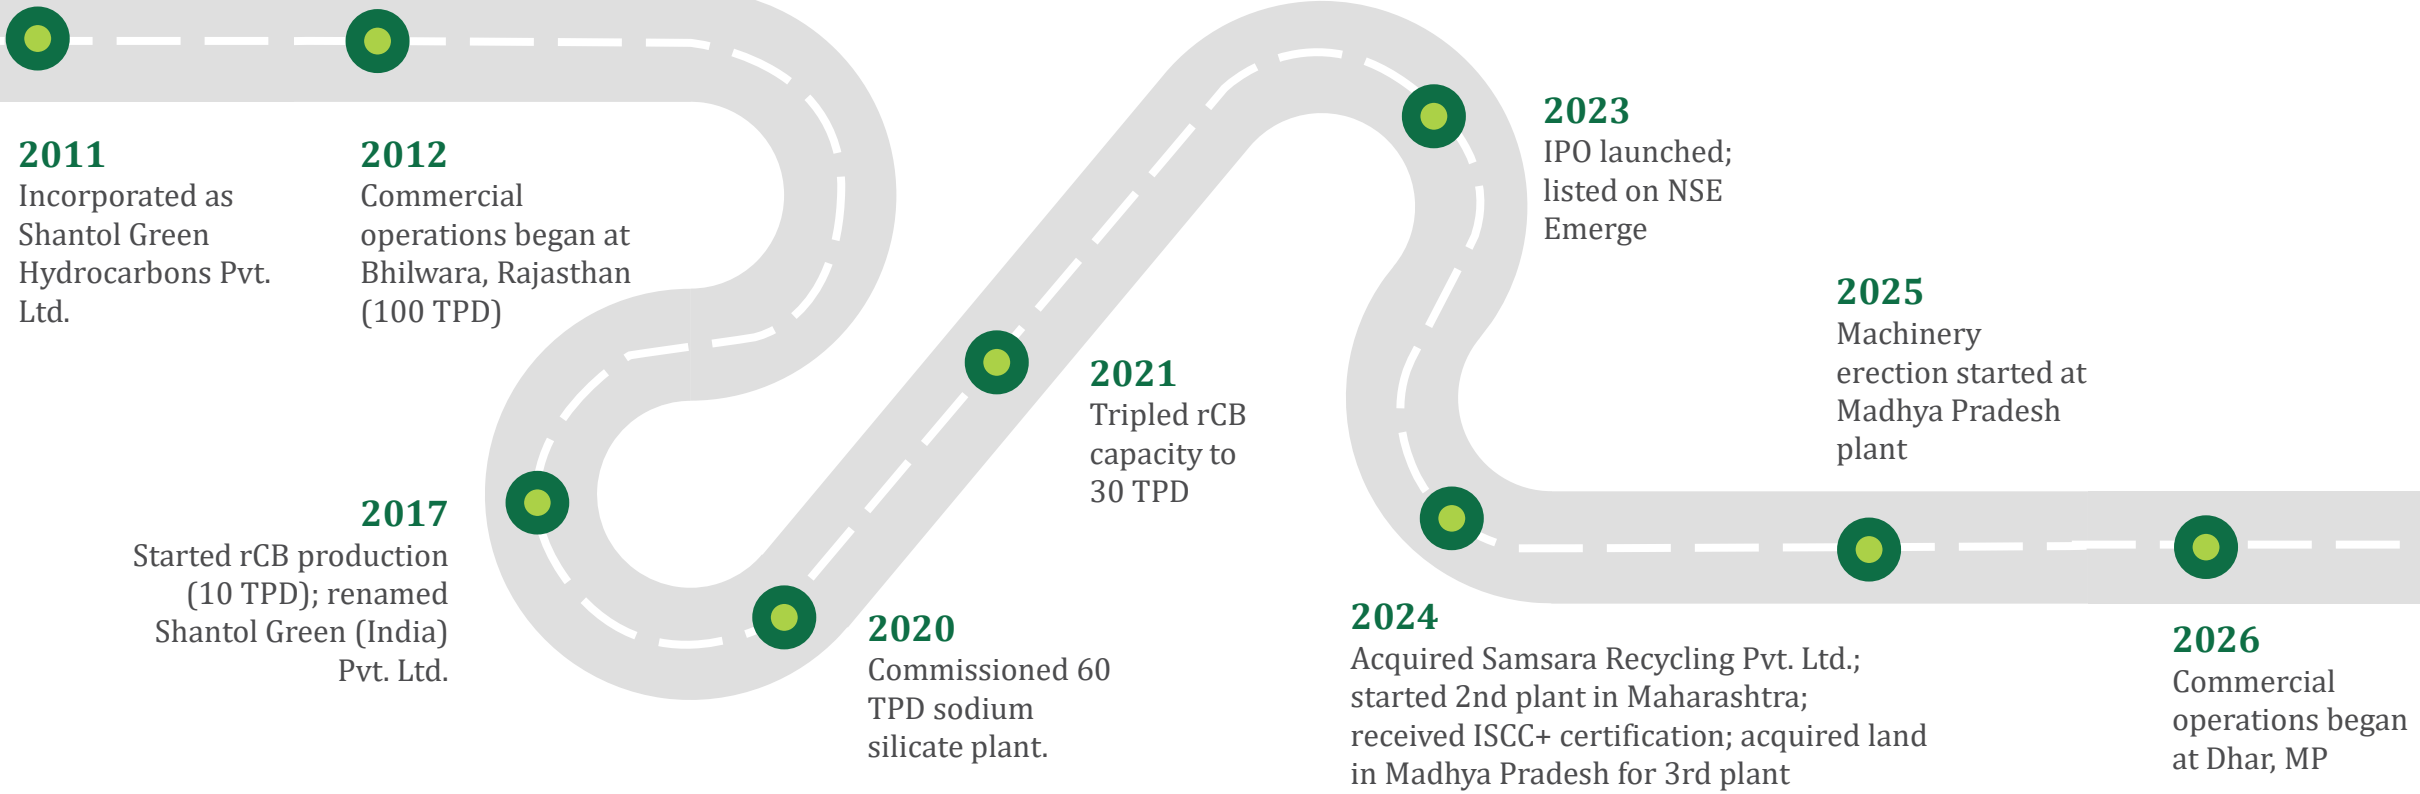 2011
Incorporated as
Shantol Green
Hydrocarbons Pvt.
Ltd.
2012
Commercial
operations began at
Bhilwara, Rajasthan
(100 TPD)
2017
Started rCB production
(10 TPD); renamed
Shantol Green (India)
Pvt. Ltd.
2020
Commissioned 60
TPD sodium
silicate plant.
2021
Tripled rCB
capacity to
30 TPD
2023
IPO launched;
listed on NSE
Emerge
2024
Acquired Samsara Recycling Pvt. Ltd.;
started 2nd plant in Maharashtra;
received ISCC+ certification; acquired land
in Madhya Pradesh for 3rd plant
2025
Machinery
erection started at
Madhya Pradesh
plant
2026
Commercial
operations began
at Dhar, MP